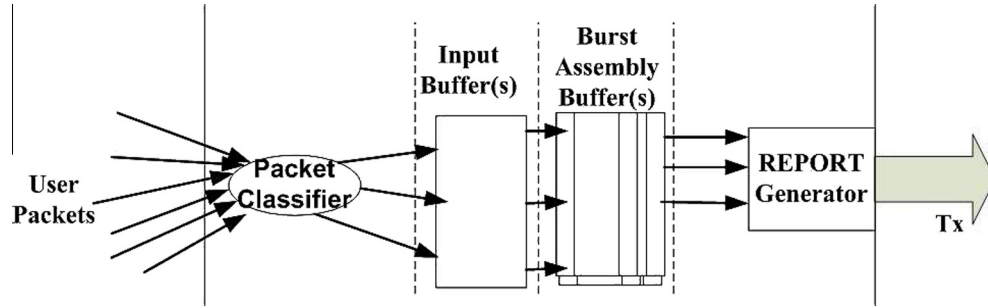 User
Packets
Packet
Classifier
Input
Buffer(s)
Burst
Assembly
Buffer(s)
REPORT
Generator
Tx